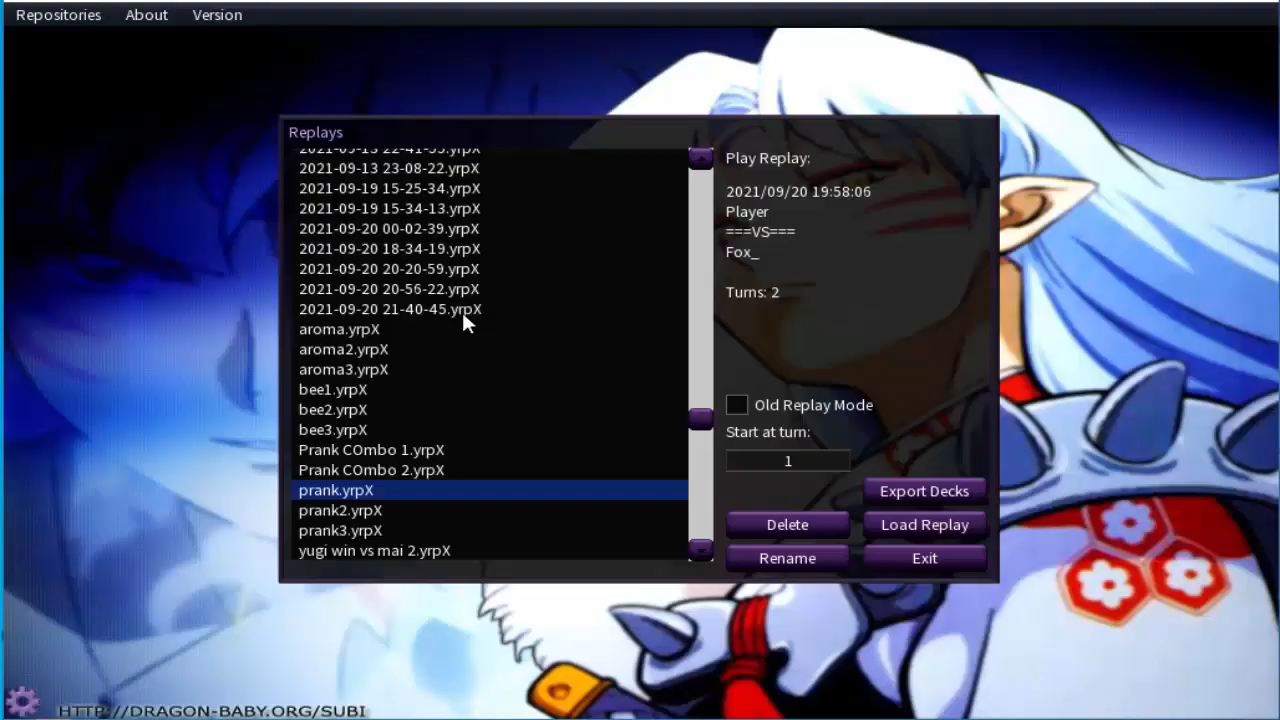 Repositories About Version
Replays
2021-09-13 23-08-22.yrpX
2021-09-19 15-25-34.yrpX
2021-09-19 15-34-13.yrpX
2021-09-20 00-02-39.yrpX
2021-09-20 18-34-19.yrpX
2021-09-20 20-20-59.yrpX
2021-09-20 20-56-22.yrpX
2021-09-20 21-40-45.yrpX
aroma.yrpX
aroma2.yrpX
aroma3.yrpX
bee1.yrpX
bee2.yrpX
bee3.yrpX
Prank COmbo 1.yrpX
Prank COmbo 2.yrpX
prank.yrpX
prank2.yrpX
prank3.yrpX
yugi win vs mai 2.yrpX
Play Replay:
2021/09/20 19:58:06
Player
===VS===
Fox_
Turns: 2
Old Replay Mode
Start at turn:
1
Export Decks
Delete Load Replay
Rename Exit
HTTP://DRAGON-BABY.ORG/SUBI